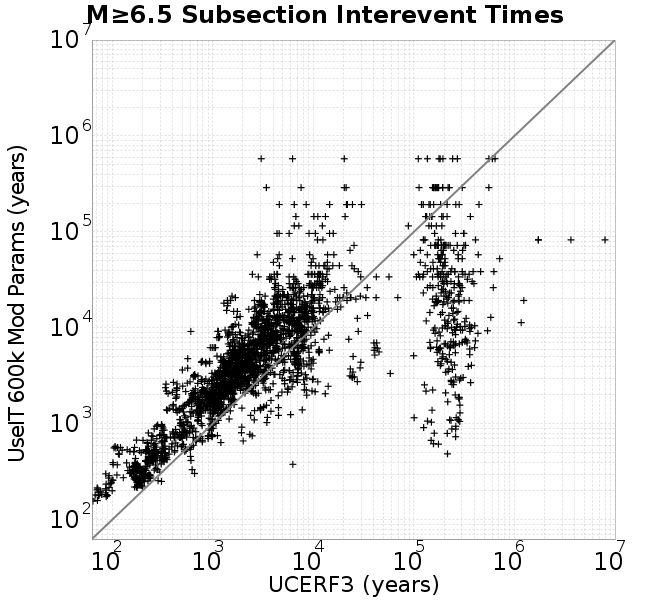 M≥6.5 Subsection Interevent Times
UseIT 600k Mod Params (years)
10^7
10^6
10^5
10^4
10^3
10^2
10^2 10^3 10^4 10^5 10^6 10^7
UCERF3 (years)